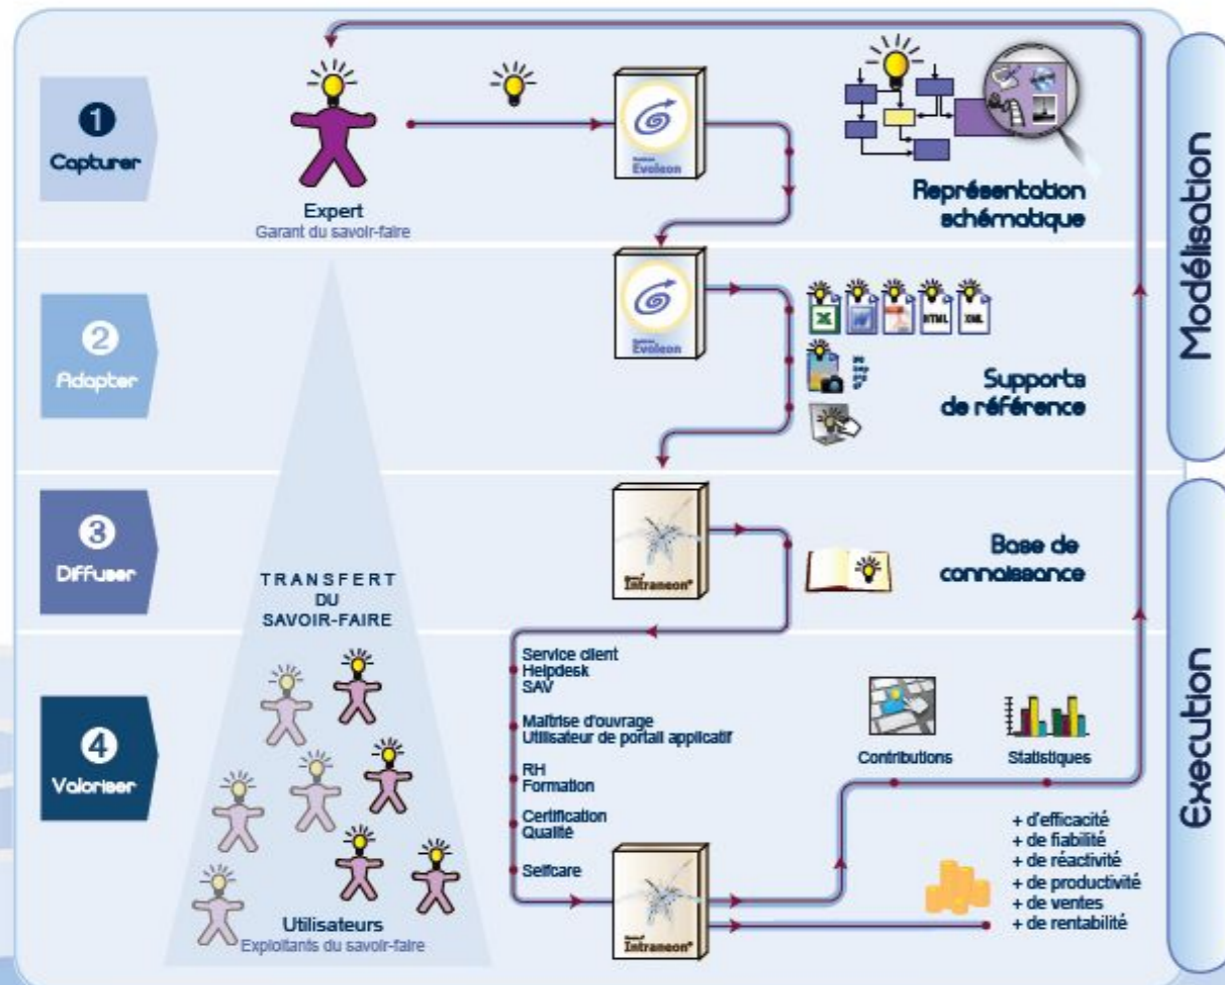 1
Capturer
Expert
Garant du savoir-faire
Evoleon
Représentation
schématique
Modélisation
2
Adapter
Evoleon
HTML
XML
Supports
de référence
3
Diffuser
TRANSFERT
DU
SAVOIR-FAIRE
Intraneon®
Base de
connaissance
Execution
4
Valoriser
Service client
Helpdesk
SAV
Maîtrise d'ouvrage
Utilisateur de portail applicatif
RH
Formation
Certification
Qualité
Selfcare
Contributions
Statistiques
+ d'efficacité
+ de fiabilité
+ de réactivité
+ de productivité
+ de ventes
+ de rentabilité
Intraneon®
Utilisateurs
Exploitants du savoir-faire